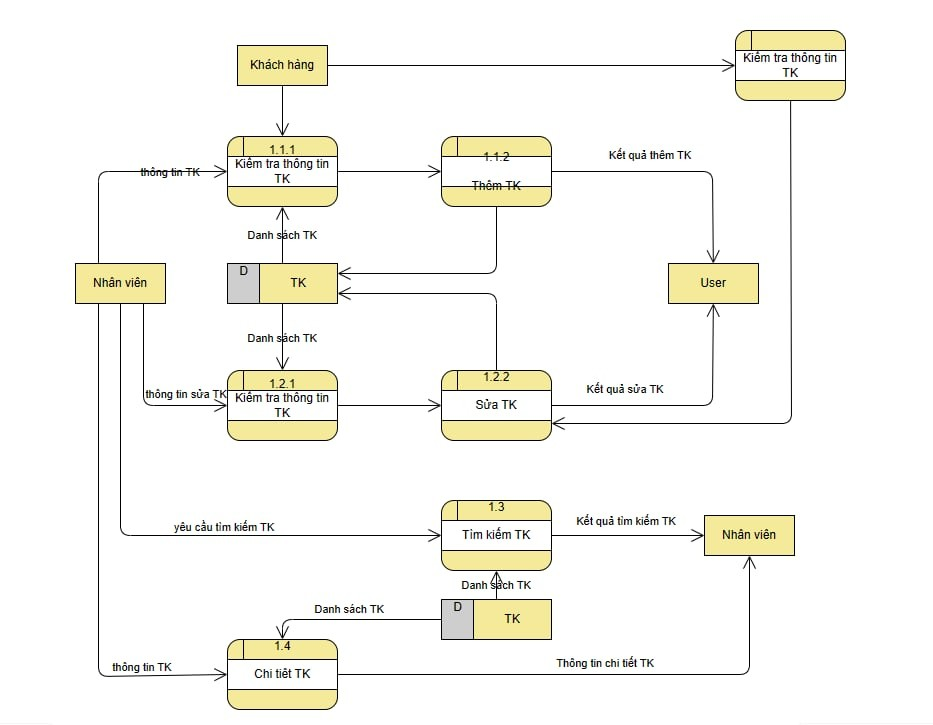 Khách hàng
Kiểm tra thông tin
TK
1.1.1
Kiểm tra thông tin
TK
1.1.2
Thêm TK
Kết quả thêm TK
thông tin TK
Danh sách TK
Nhân viên
D
TK
User
Danh sách TK
1.2.1
Kiểm tra thông tin
TK
1.2.2
Sửa TK
thông tin sửa TK
Kết quả sửa TK
1.3
Tìm kiếm TK
yêu cầu tìm kiếm TK
Kết quả tìm kiếm TK
Nhân viên
Danh sách TK
D
TK
Danh sách TK
1.4
Chi tiêt TK
thông tin TK
Thông tin chi tiết TK